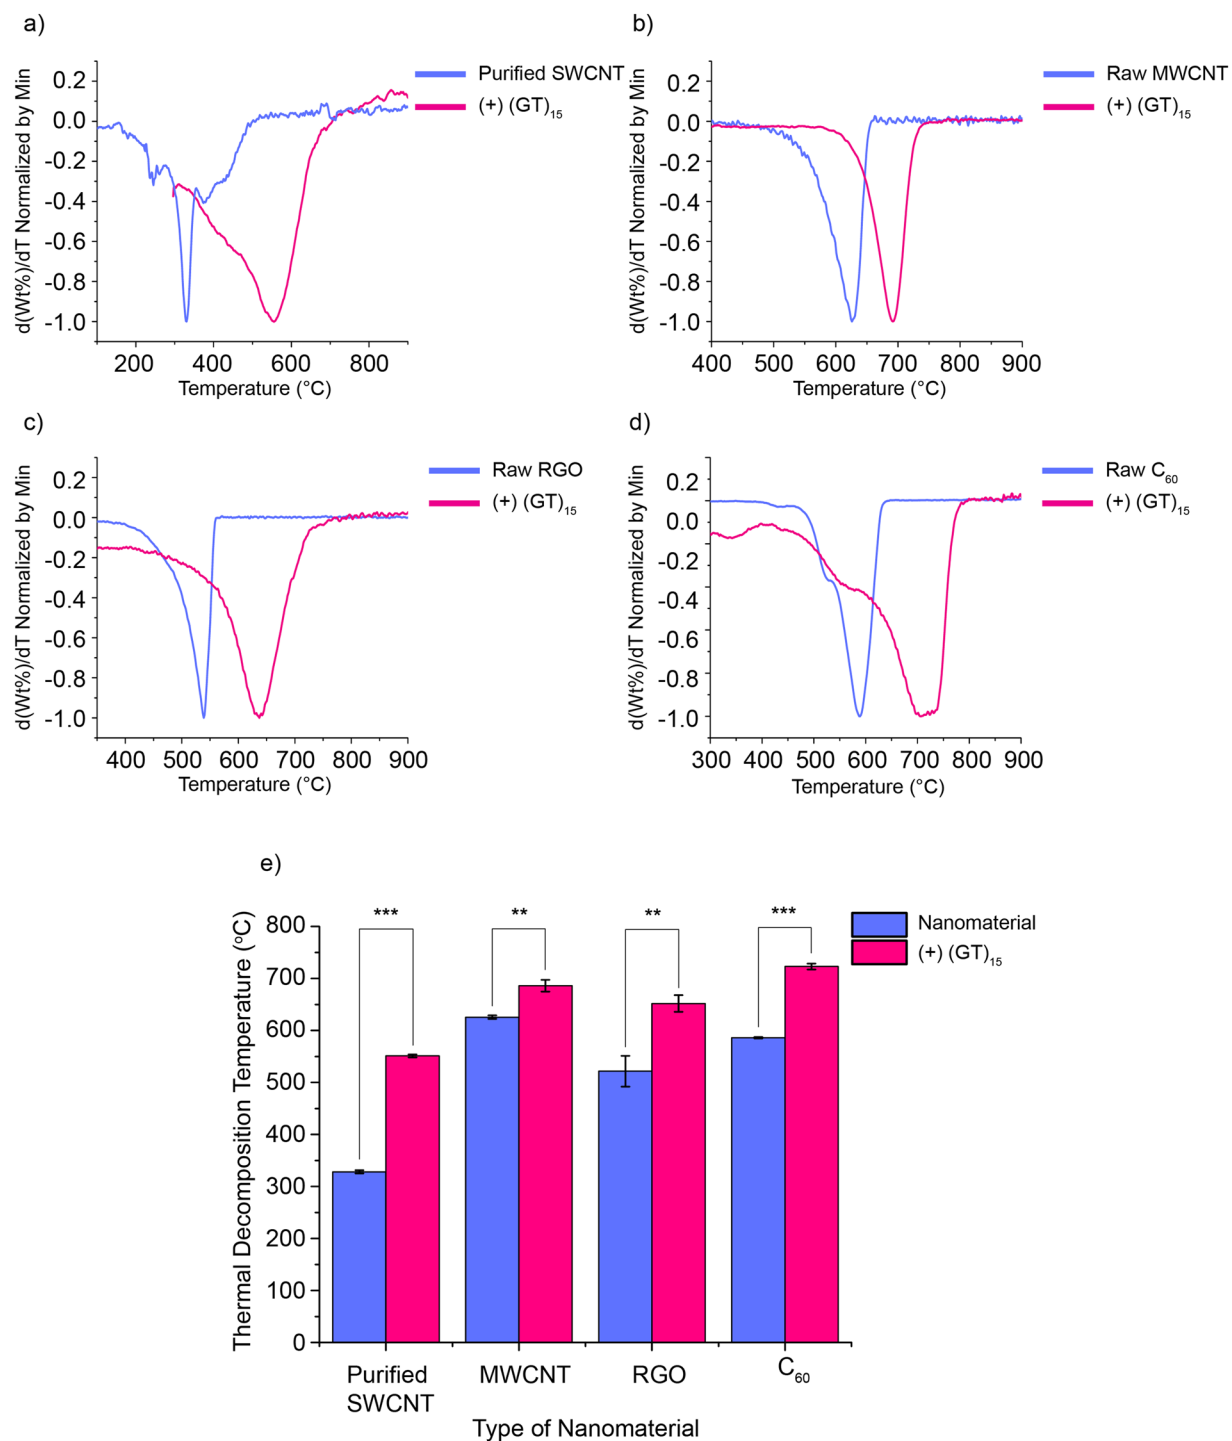 a)
d(Wt%)/dT Normalized by Min
0.2
0.0
-0.2
-0.4
-0.6
-0.8
-1.0
200 400 600 800
Temperature (°C)
Purified SWCNT
(+) (GT)₁₅
b)
d(Wt%)/dT Normalized by Min
0.2
0.0
-0.2
-0.4
-0.6
-0.8
-1.0
400 500 600 700 800 900
Temperature (°C)
Raw MWCNT
(+) (GT)₁₅
c)
d(Wt%)/dT Normalized by Min
0.2
0.0
-0.2
-0.4
-0.6
-0.8
-1.0
400 500 600 700 800 900
Temperature (°C)
Raw RGO
(+) (GT)₁₅
d)
d(Wt%)/dT Normalized by Min
0.2
0.0
-0.2
-0.4
-0.6
-0.8
-1.0
300 400 500 600 700 800 900
Temperature (°C)
Raw C₆₀
(+) (GT)₁₅
e)
Thermal Decomposition Temperature (°C)
800
700
600
500
400
300
200
100
0
*** ** ** ***
Nanomaterial
(+) (GT)₁₅
Purified MWCNT RGO C₆₀
SWCNT
Type of Nanomaterial